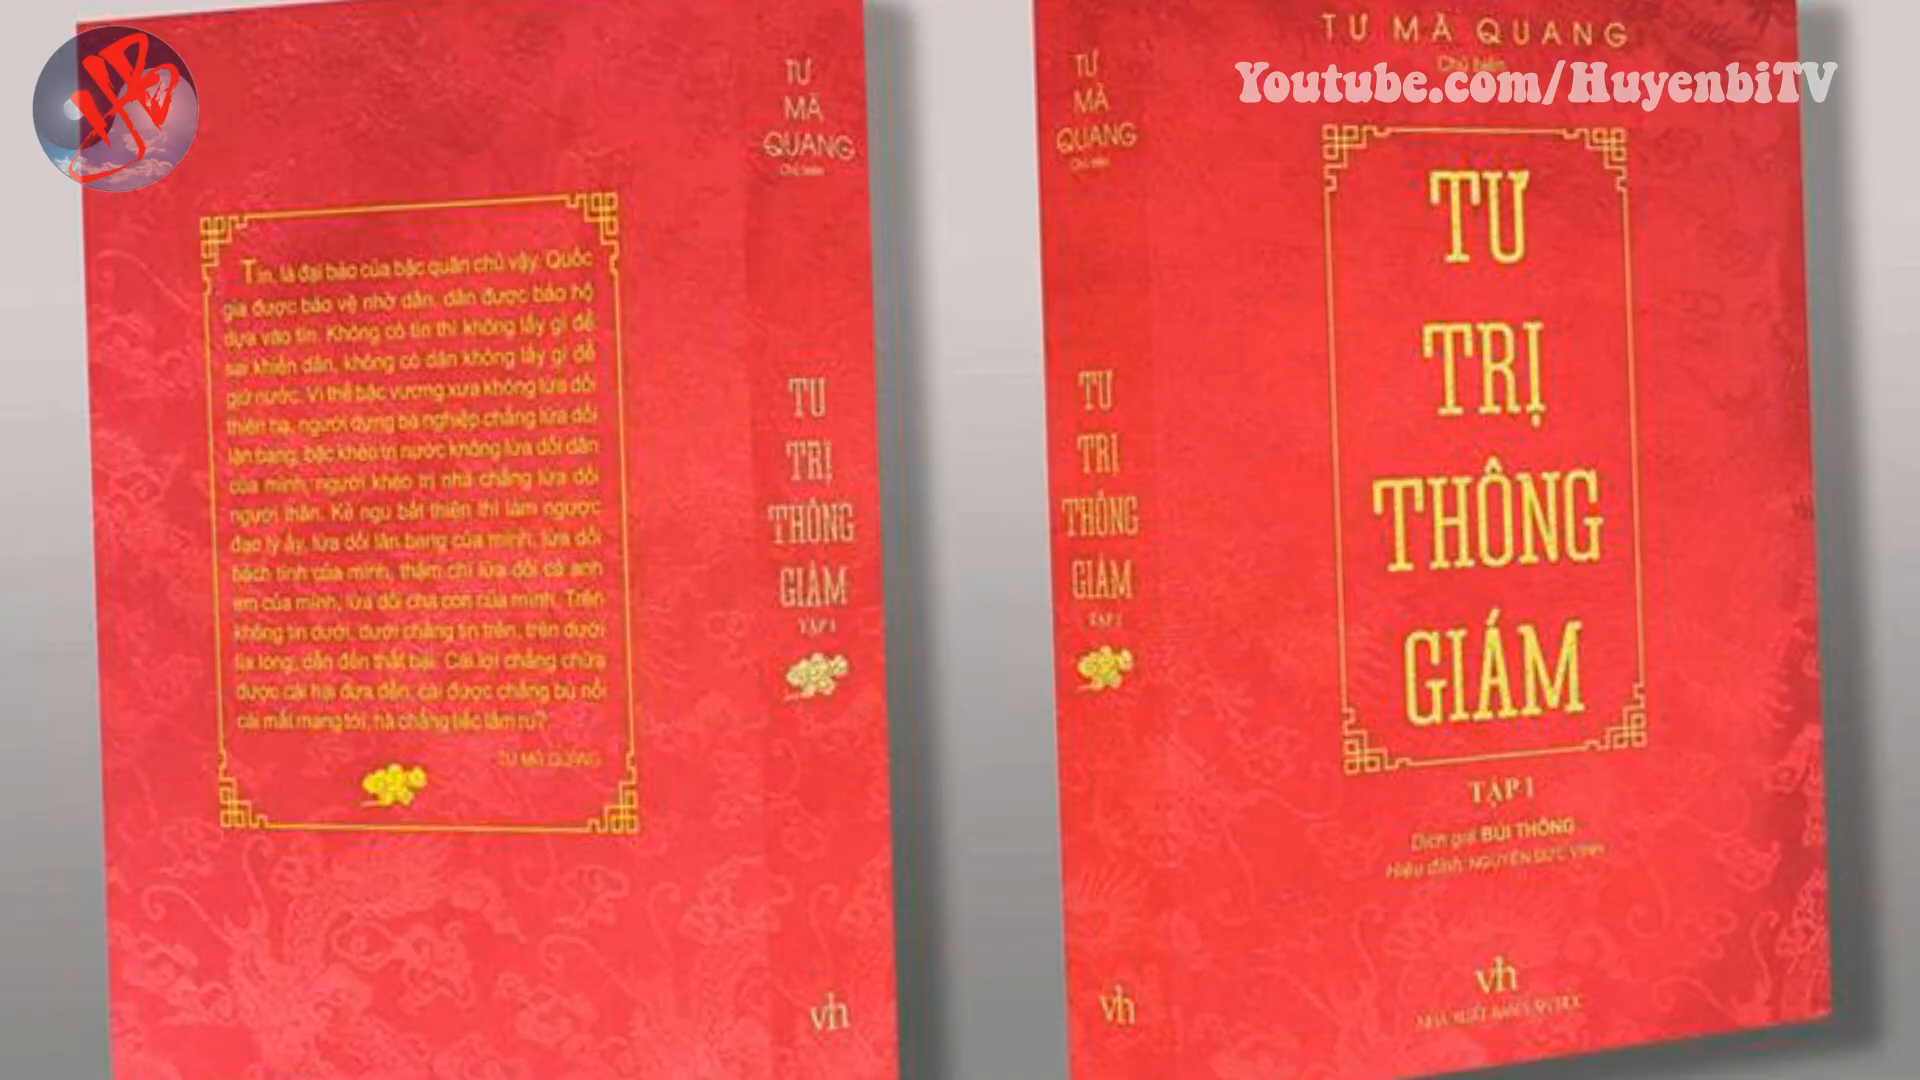 Tín, là đại bảo của bậc quân chủ vậy. Quốc
gia được bảo vệ nhờ dân, dân được bảo hộ
dựa vào tín. Không có tín thì không lấy gì để
sai khiến dân, không có dân không lấy gì để
giữ nước. Vì thế bậc vương xưa không lừa dối
thiên hạ, người dựng bá nghiệp chẳng lừa dối
lân bang, bậc khéo trị nước không lừa dối dân
của mình, người khéo trị nhà chẳng lừa dối
người thân. Kẻ ngu bất thiện thì làm ngược
đạo lý ấy, lừa dối lân bang của mình, lừa dối
bách tính của mình, thậm chí lừa dối cả anh
em của mình, lừa dối cha con của mình. Trên
không tin dưới, dưới chẳng tin trên, trên dưới
lìa lòng, dẫn đến thất bại. Cái lợi chẳng chữa
được cái hại đưa đến, cái được chẳng bù nổi
cái mất mang tới, há chẳng tiếc lắm ru?
TƯ MÃ QUANG
TƯ
MÃ
QUANG
Chủ biên
TƯ
TRỊ
THÔNG
GIÁM
TẬP 1
vh
TƯ
MÃ
QUANG
Chủ biên
TƯ
TRỊ
THÔNG
GIÁM
TẬP 1
vh
TƯ MÃ QUANG
Chủ biên
Youtube.com/HuyenbiTV
TƯ
TRỊ
THÔNG
GIÁM
TẬP 1
Dịch giả BÙI THÔNG
Hiệu đính NGUYỄN ĐỨC VỊNH
vh
NHÀ XUẤT BẢN VĂN HỌC